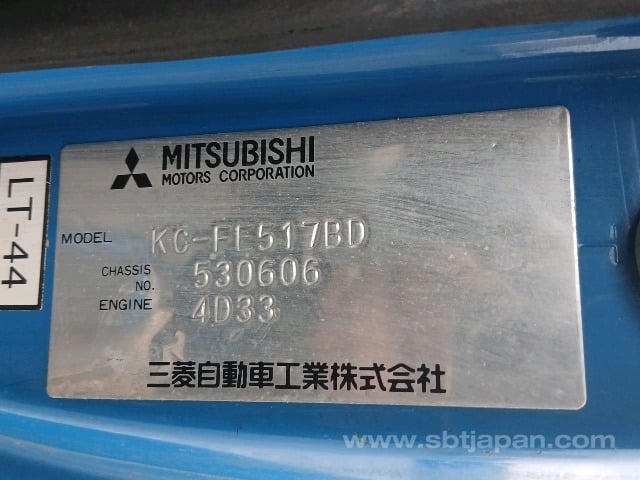 MITSUBISHI
MOTORS CORPORATION
LT-44
MODEL KC-FE517BD
CHASSIS NO. 530606
ENGINE 4D33
三菱自動車工業株式会社
www.sbtjapan.com